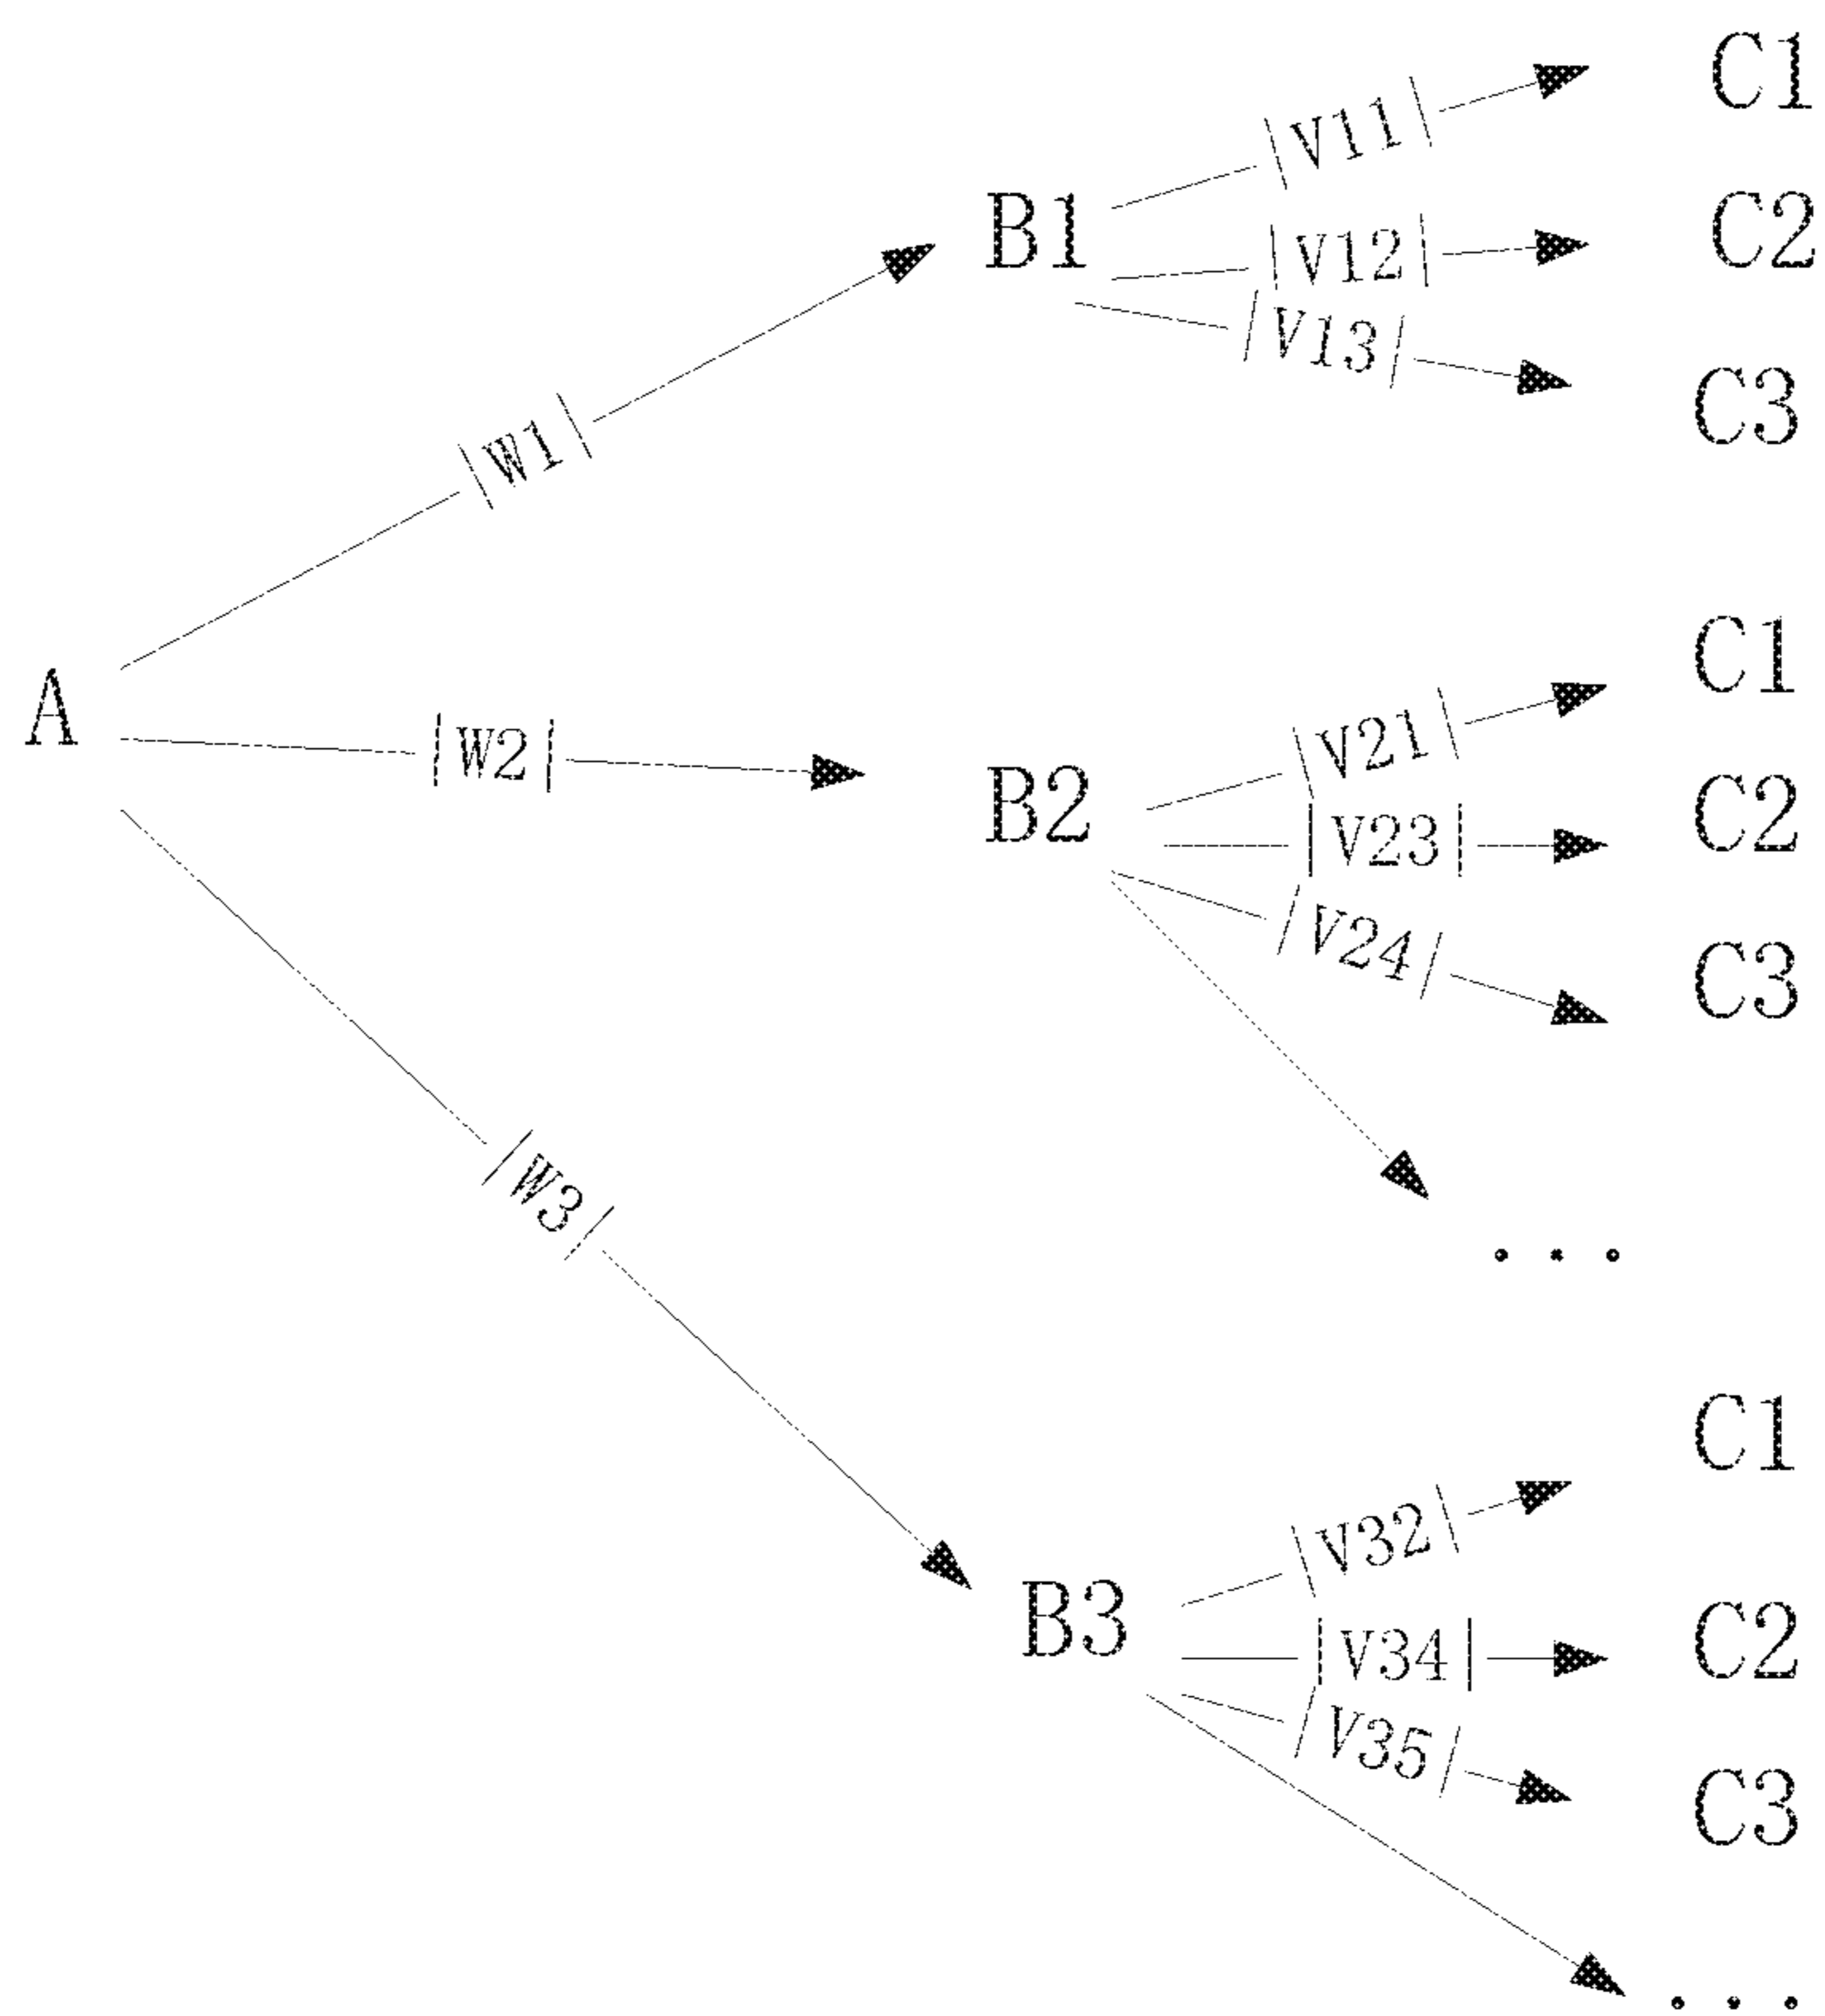 C1
|V11|
B1
|V12|
C2
|V13|
C3
|W1|
A
|W2|
B2
|V21|
C1
|V23|
C2
|V24|
C3
...
|W3|
B3
|V32|
C1
|V34|
C2
|V35|
C3
...